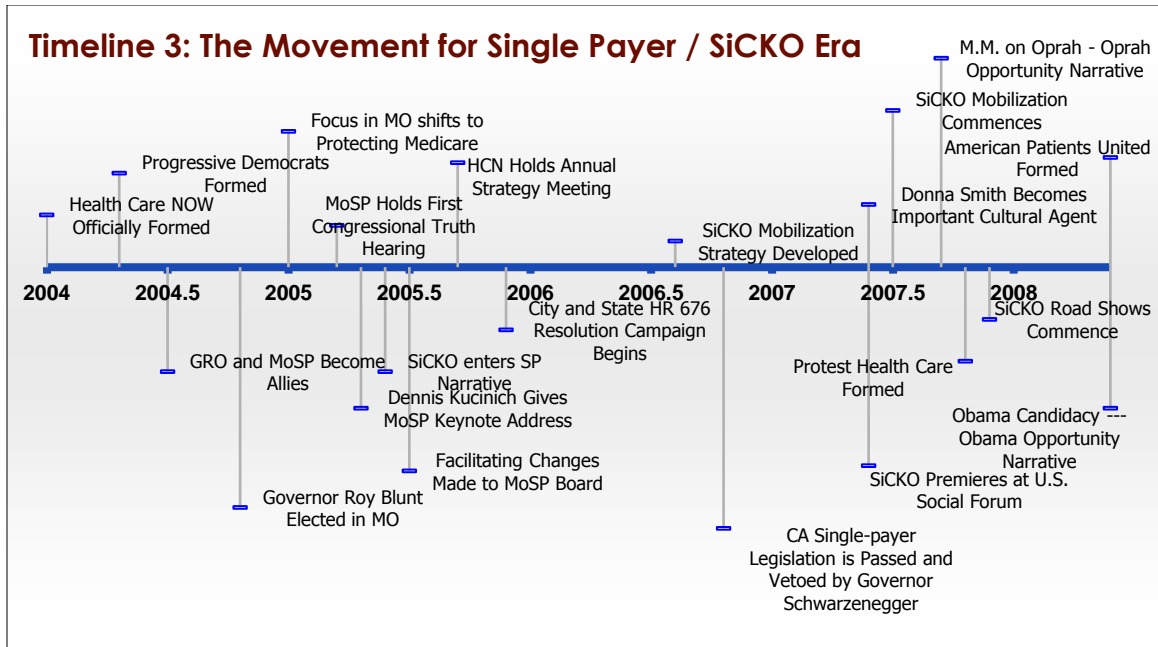 Timeline 3: The Movement for Single Payer / SiCKO Era
M.M. on Oprah - Oprah
Opportunity Narrative
SiCKO Mobilization
Commences
Focus in MO shifts to
Protecting Medicare
American Patients United
Formed
Progressive Democrats
Formed
HCN Holds Annual
Strategy Meeting
Donna Smith Becomes
Important Cultural Agent
Health Care NOW
Officially Formed
MoSP Holds First
Congressional Truth
Hearing
SiCKO Mobilization
Strategy Developed
2004
2004.5
2005
2005.5
2006
2006.5
2007
2007.5
2008
City and State HR 676
Resolution Campaign
Begins
SiCKO Road Shows
Commence
GRO and MoSP Become
Allies
SiCKO enters SP
Narrative
Protest Health Care
Formed
Dennis Kucinich Gives
MoSP Keynote Address
Obama Candidacy ---
Obama Opportunity
Narrative
Facilitating Changes
Made to MoSP Board
SiCKO Premieres at U.S.
Social Forum
Governor Roy Blunt
Elected in MO
CA Single-payer
Legislation is Passed and
Vetoed by Governor
Schwarzenegger